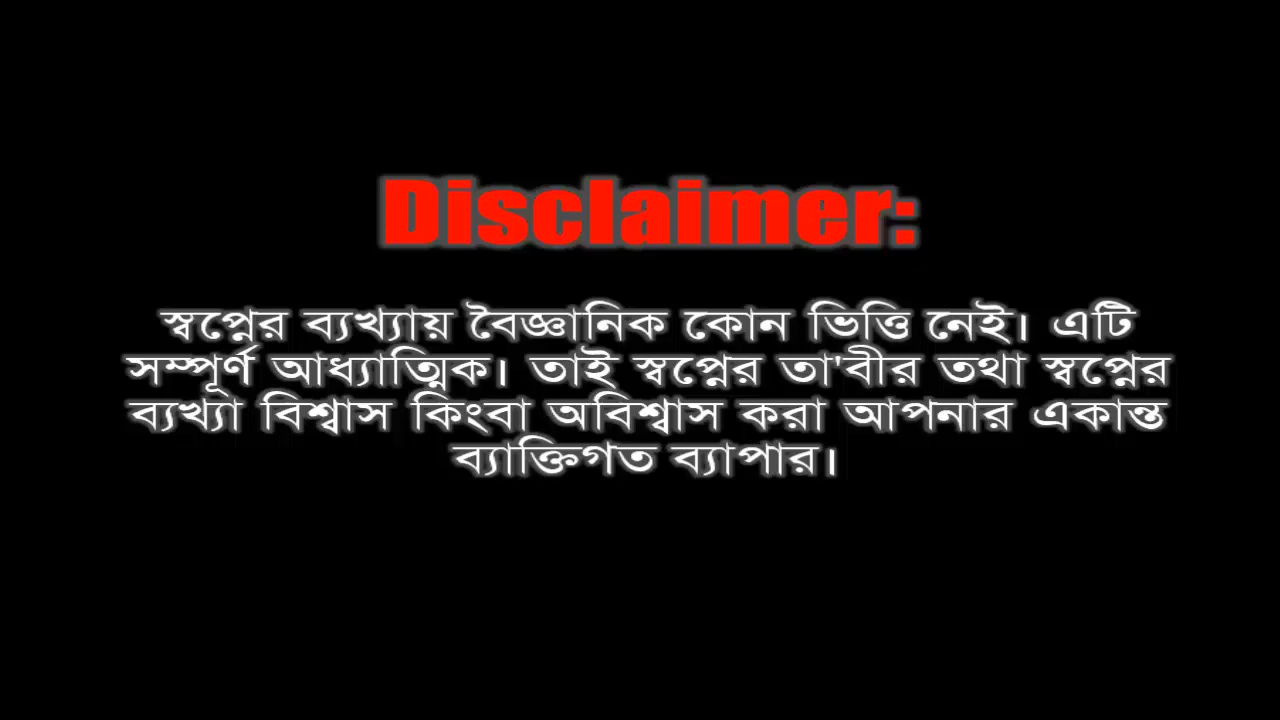 Disclaimer:
স্বপ্নের ব্যখ্যায় বৈজ্ঞানিক কোন ভিত্তি নেই। এটি
সম্পূর্ণ আধ্যাত্মিক। তাই স্বপ্নের তা'বীর তথা স্বপ্নের
ব্যখ্যা বিশ্বাস কিংবা অবিশ্বাস করা আপনার একান্ত
ব্যাক্তিগত ব্যাপার।